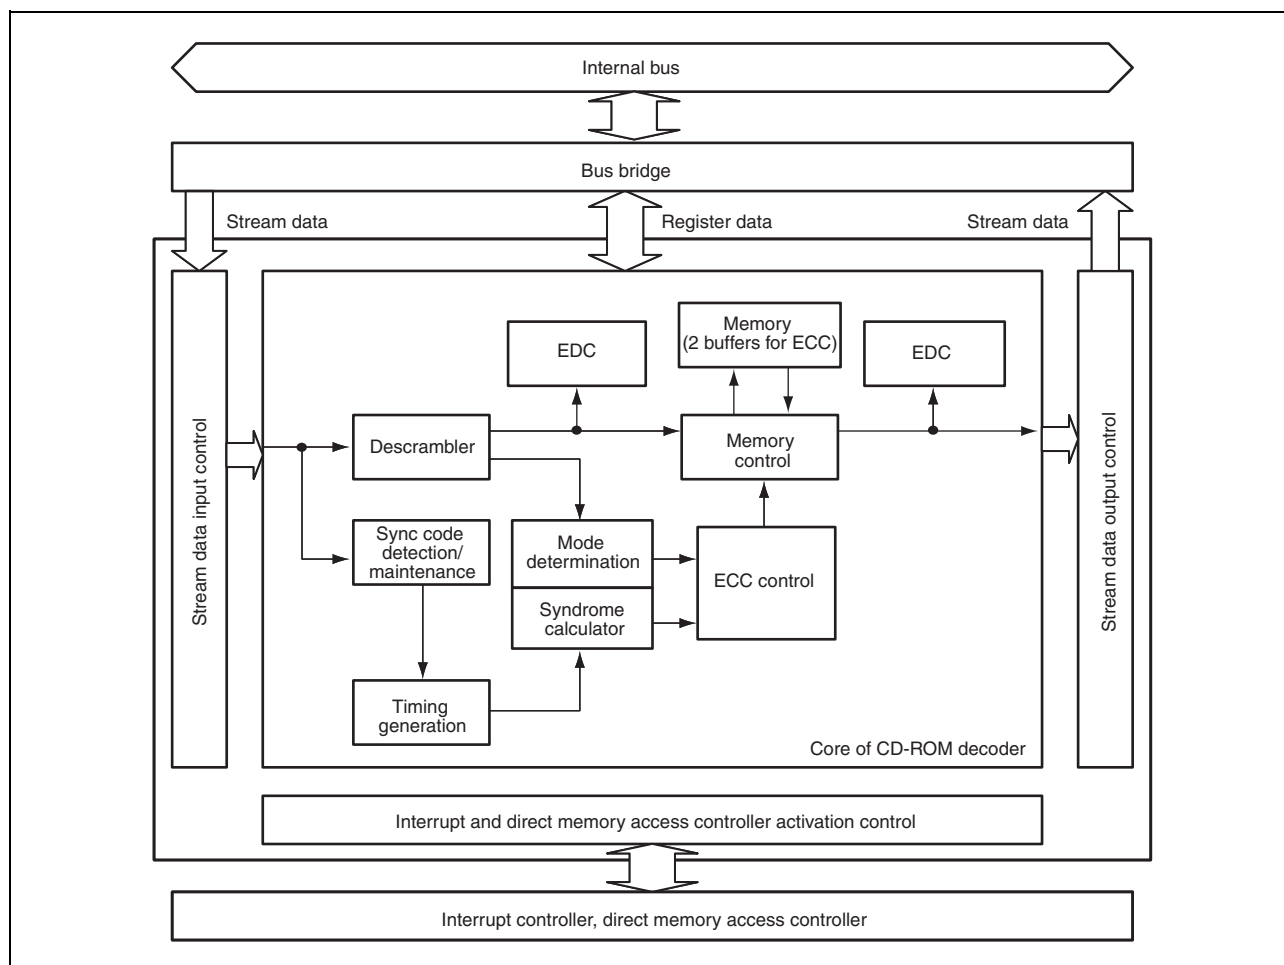 Internal bus
Bus bridge
Stream data
Register data
Stream data
Stream data input control
EDC
Memory
(2 buffers for ECC)
EDC
Descrambler
Memory
control
Sync code
detection/
maintenance
Mode
determination
Syndrome
calculator
ECC control
Timing
generation
Core of CD-ROM decoder
Stream data output control
Interrupt and direct memory access controller activation control
Interrupt controller, direct memory access controller